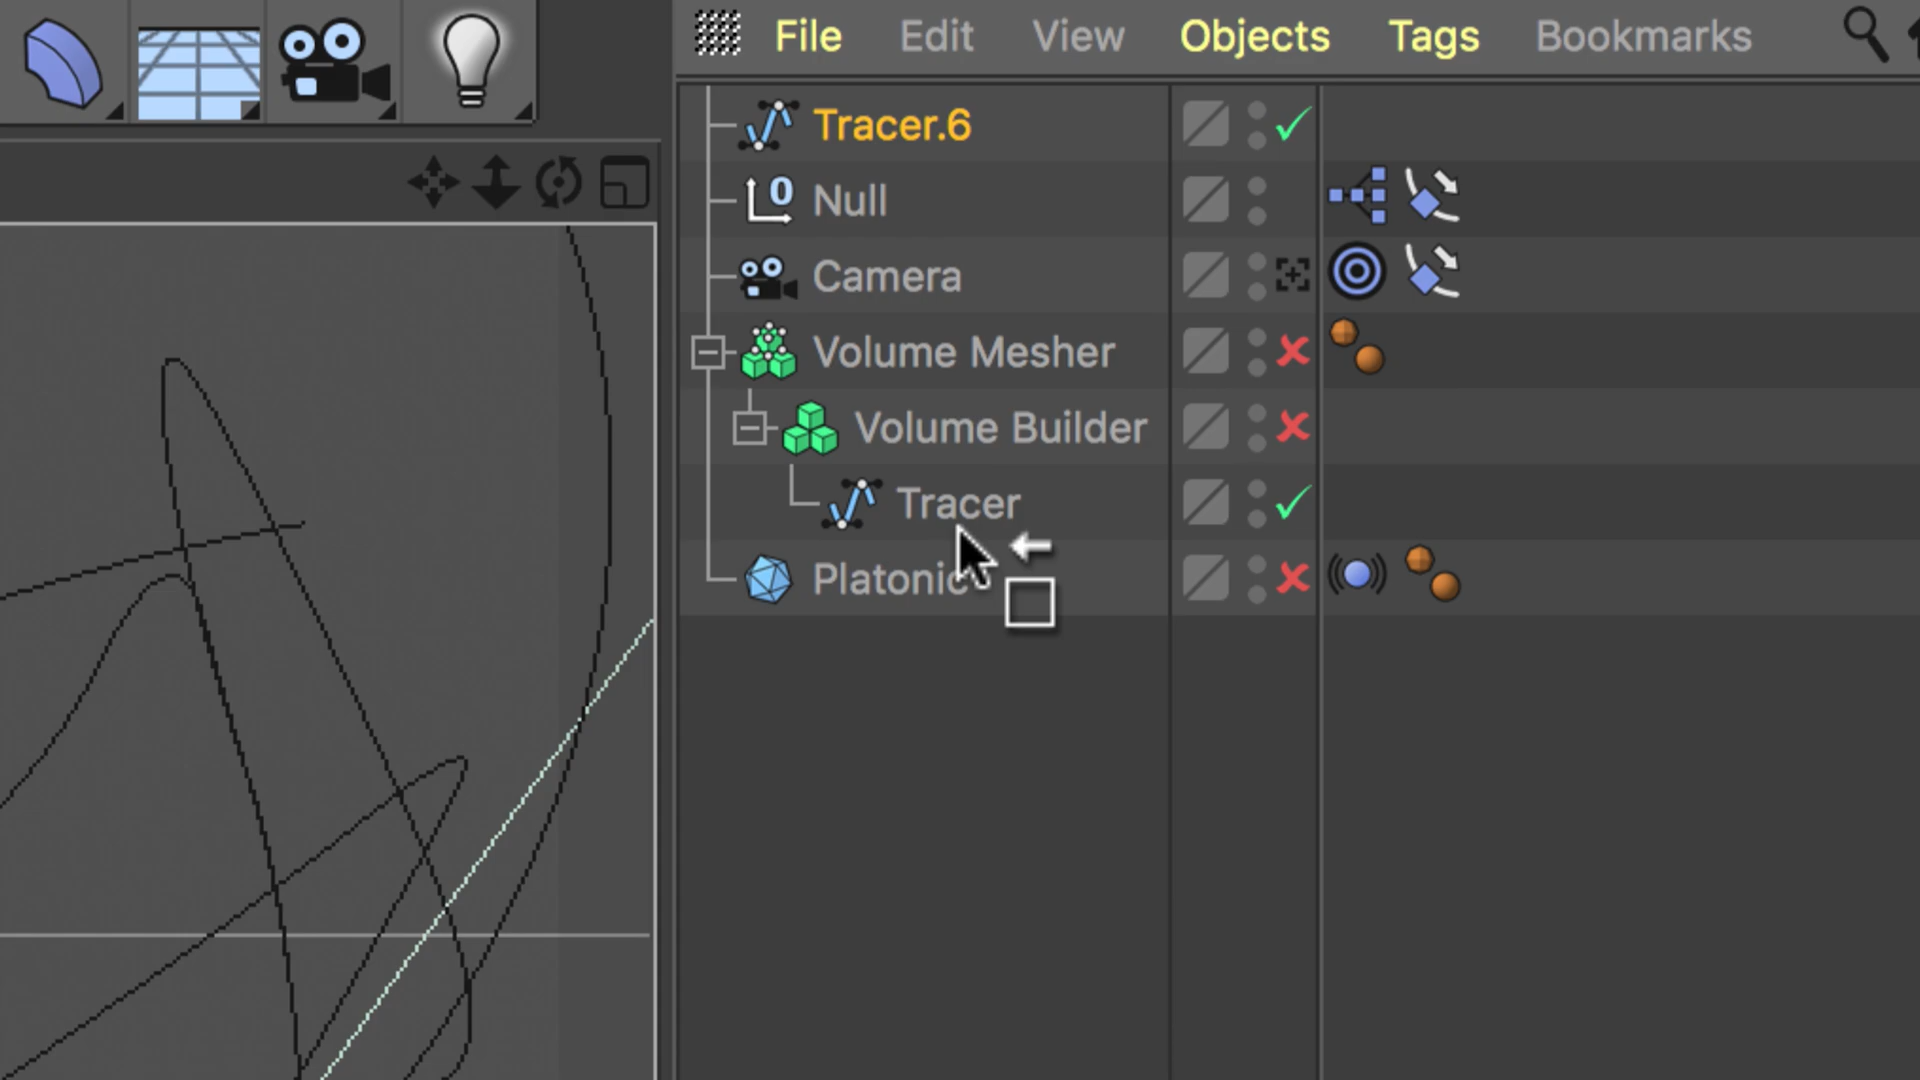 File Edit View Objects Tags Bookmarks
Tracer.6
Null
Camera
Volume Mesher
Volume Builder
Tracer
Platonic